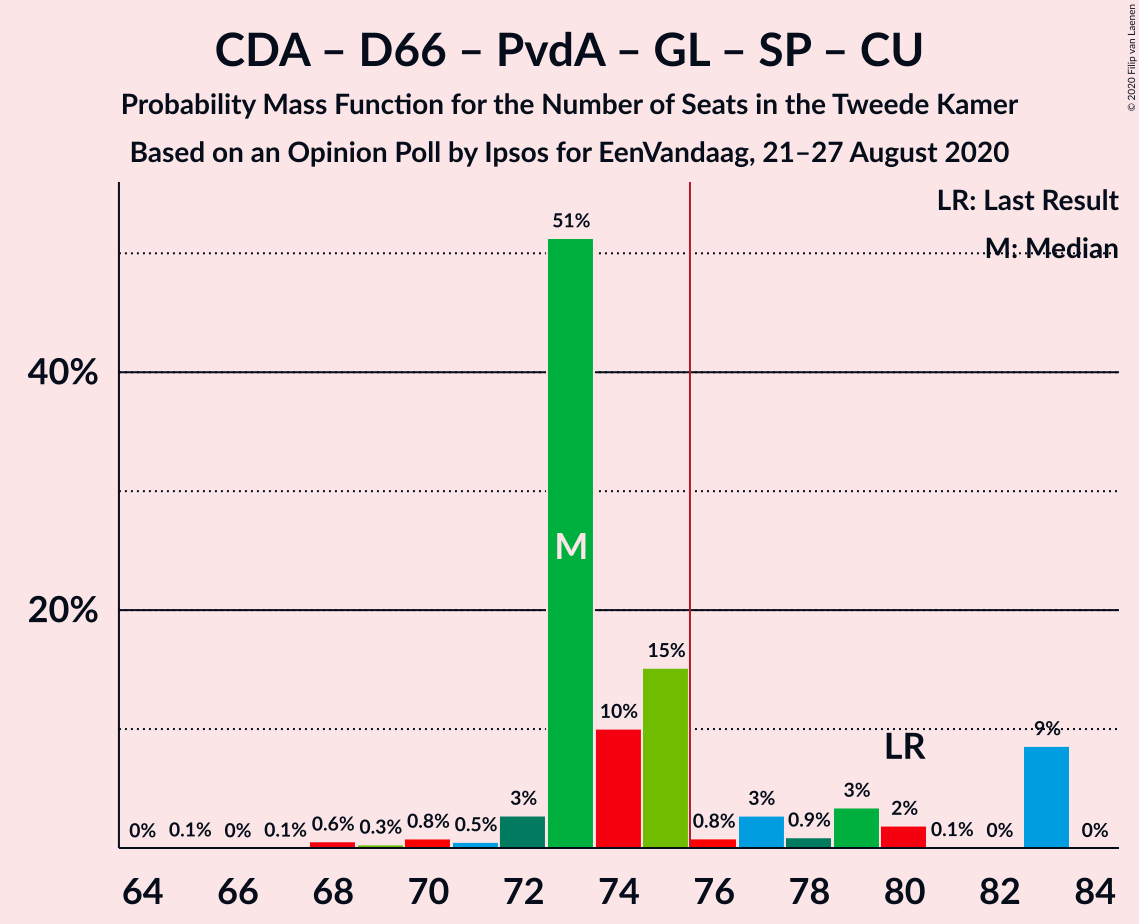 CDA – D66 – PvdA – GL – SP – CU
Probability Mass Function for the Number of Seats in the Tweede Kamer
Based on an Opinion Poll by Ipsos for EenVandaag, 21–27 August 2020
© 2020 Filip van Laenen
LR: Last Result
M: Median
40%
20%
0%
0.1%
0%
0.1%
0.6%
0.3%
0.8%
0.5%
3%
51%
10%
15%
0.8%
3%
0.9%
3%
2%
0.1%
0%
9%
0%
M
LR
64 66 68 70 72 74 76 78 80 82 84